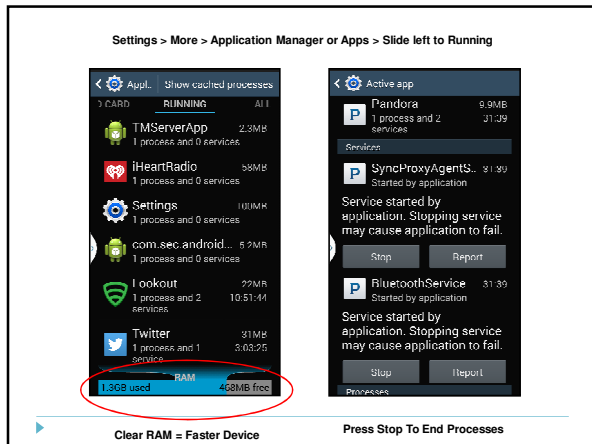 Settings > More > Application Manager or Apps > Slide left to Running
Appl.. Show cached processes
D CARD RUNNING ALL
TMServerApp 2.3MB
1 process and 0 services
iHeartRadio 58MB
1 process and 0 services
Settings 100MB
1 process and 0 services
com.sec.android... 5.2MB
1 process and 0 services
Lookout 22MB
1 process and 2 10:51:44
services
Twitter 31MB
1 process and 1 3:03:25
service
RAM
1.3GB used 468MB free
Clear RAM = Faster Device
Active app
Pandora 9.9MB
1 process and 2 31:39
services
Services
SyncProxyAgentS.. 31:39
Started by application
Service started by
application. Stopping service
may cause application to fail.
Stop Report
BluetoothService 31:39
Started by application
Service started by
application. Stopping service
may cause application to fail.
Stop Report
Processes
Press Stop To End Processes